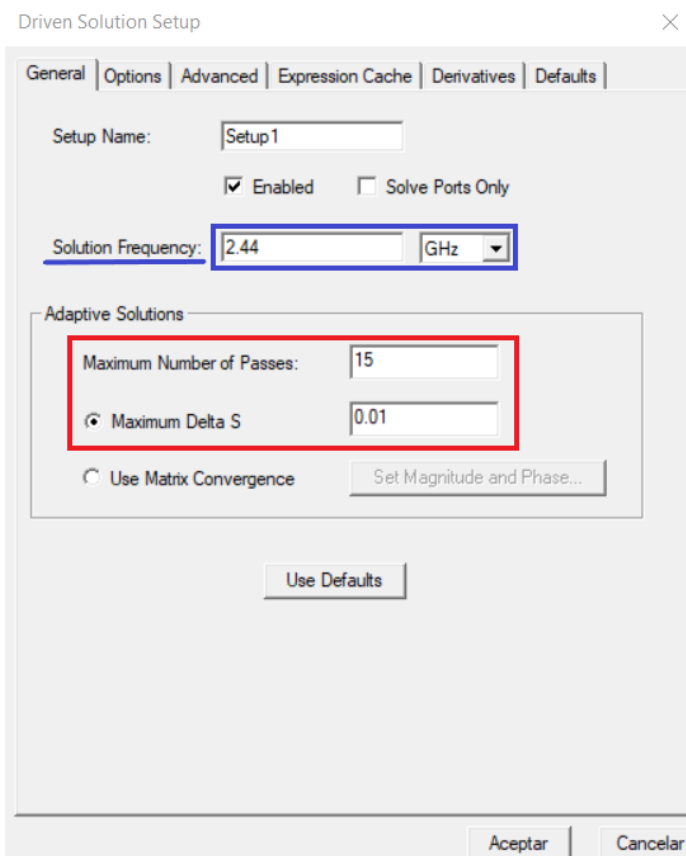 Driven Solution Setup
General Options Advanced Expression Cache Derivatives Defaults
Setup Name: Setup1
Enabled Solve Ports Only
Solution Frequency: 2.44 GHz
Adaptive Solutions
Maximum Number of Passes: 15
Maximum Delta S 0.01
Use Matrix Convergence Set Magnitude and Phase...
Use Defaults
Aceptar Cancelar